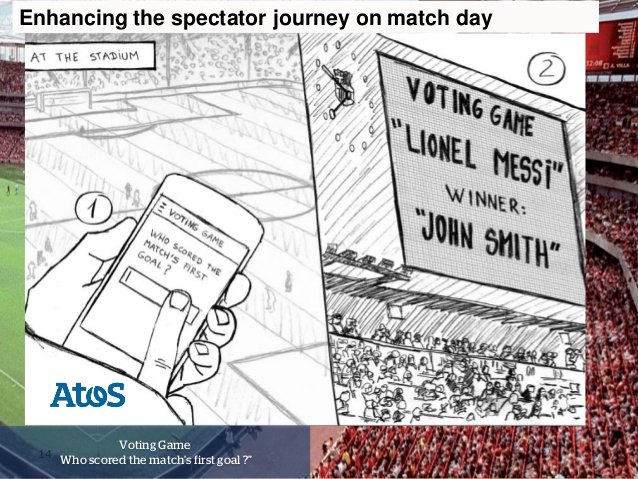 Enhancing the spectator journey on match day
AT THE STADIUM
2
VOTING GAME
"LIONEL MESSi"
WINNER:
"JOHN SMITH"
1
VOTING GAME
WHO SCORED THE
MATCH'S FIRST
GOAL ?
Atos
14
Voting Game
Who scored the match's first goal ?"